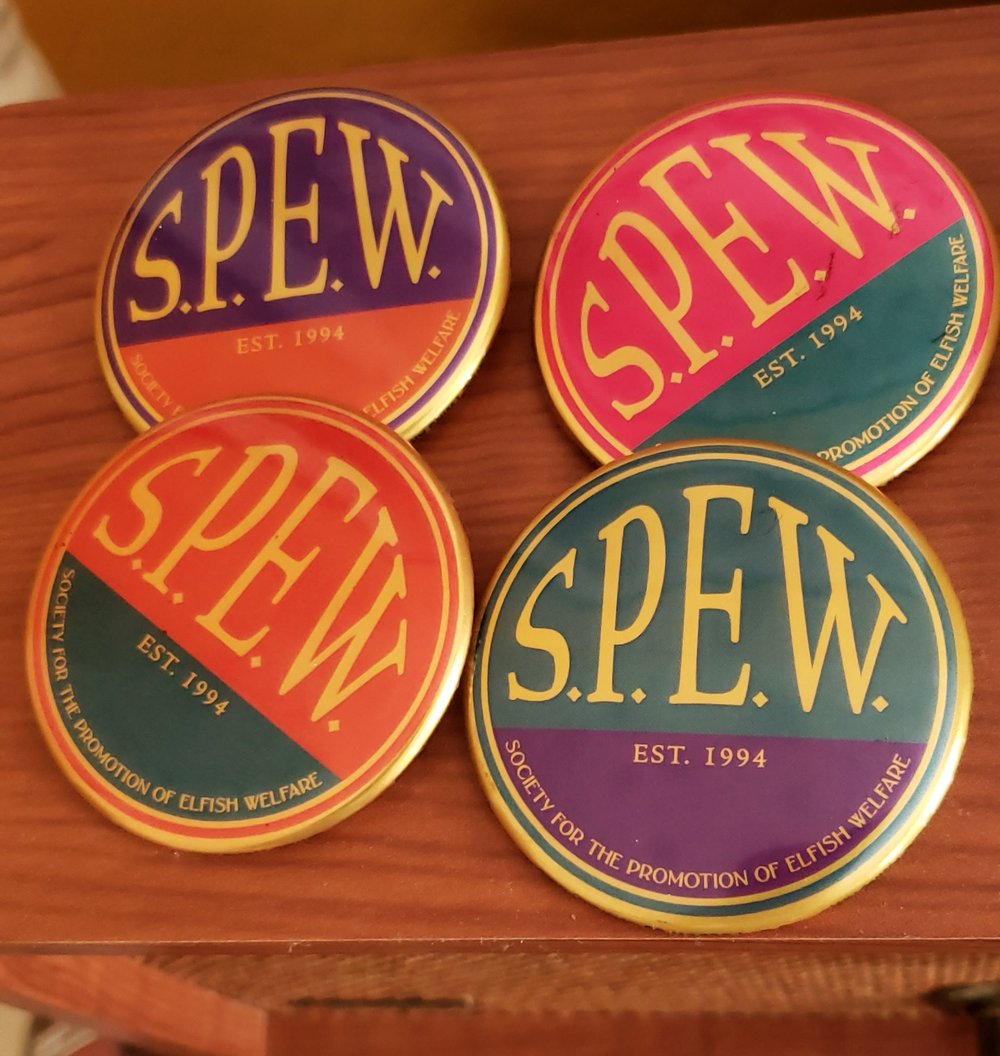 S.P.E.W.
EST. 1994
SOCIETY
ELFISH WELFARE
S.P.E.W.
EST. 1994
PROMOTION OF ELFISH WELFARE
S.P.E.W.
EST. 1994
SOCIETY FOR THE PROMOTION OF ELFISH WELFARE
S.P.E.W.
EST. 1994
SOCIETY FOR THE PROMOTION OF ELFISH WELFARE